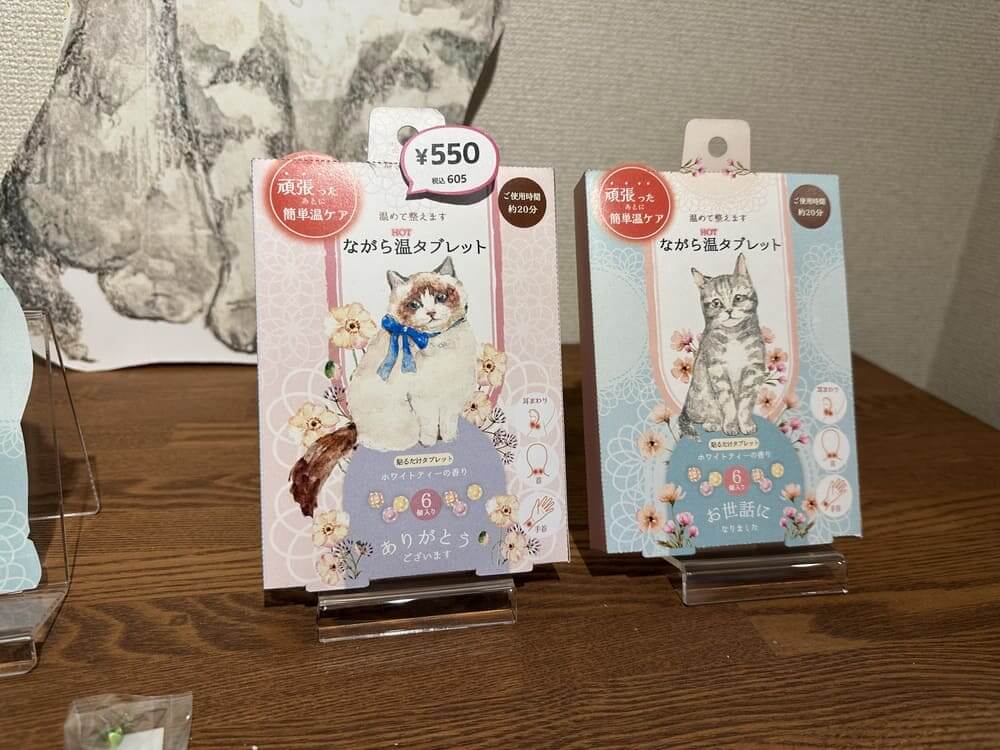 ¥550
税込 605
頑張った
あとに
簡単温ケア
ご使用時間
約20分
温めて整えます
HOT
ながら温タブレット
耳まわり
首
手首
貼るだけタブレット
ホワイトティーの香り
6
個入り
ありがとう
ございます
頑張った
あとに
簡単温ケア
ご使用時間
約20分
温めて整えます
HOT
ながら温タブレット
耳まわり
首
手首
貼るだけタブレット
ホワイトティーの香り
6
個入り
お世話に
なりました